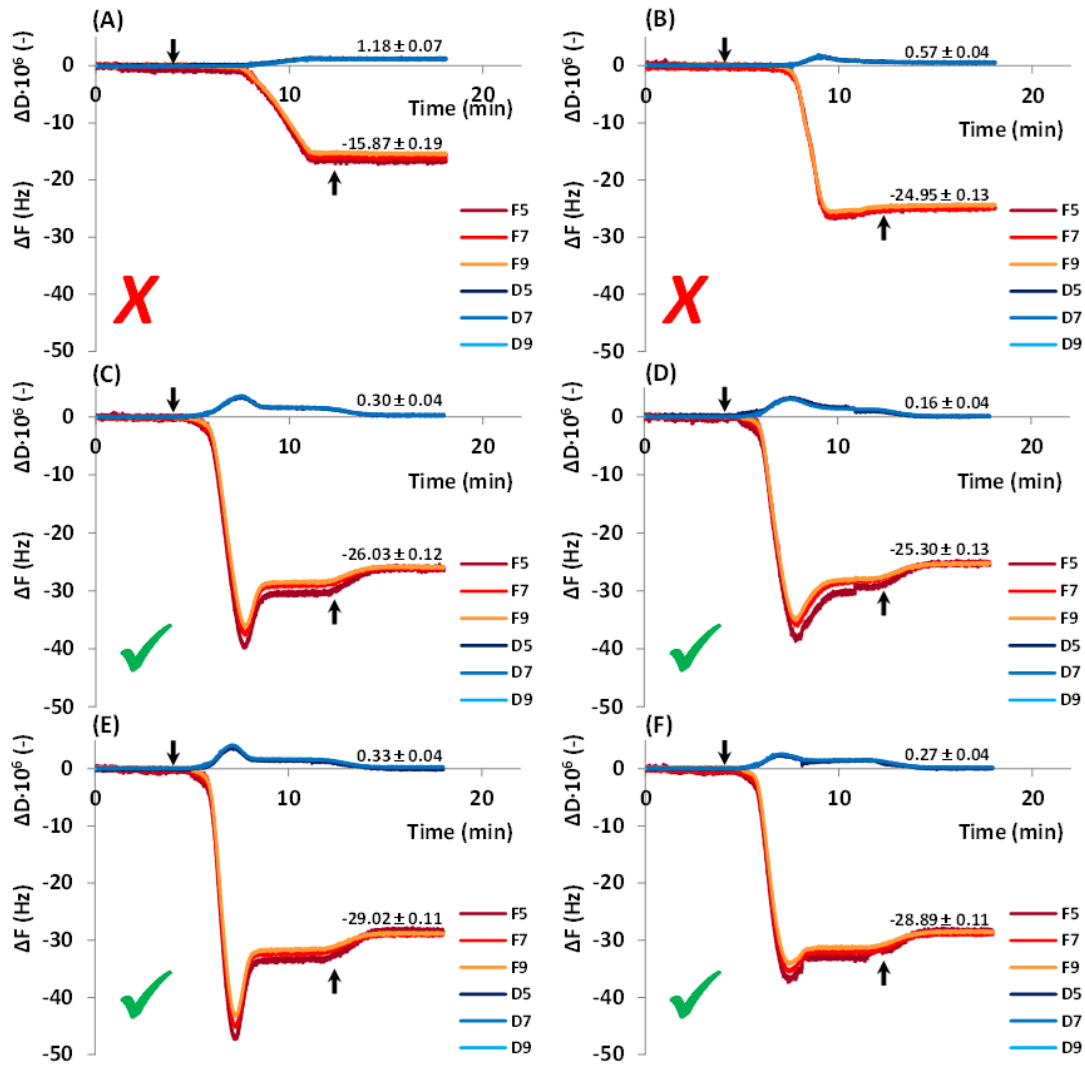 (A)
ΔD·10⁶ (-)
1.18 ± 0.07
0
0
10
20
Time (min)
-10
-15.87 ± 0.19
-20
ΔF (Hz)
-30
-40
-50
F5
F7
F9
D5
D7
D9
X
(B)
ΔD·10⁶ (-)
0.57 ± 0.04
0
0
10
20
Time (min)
-10
-20
-24.95 ± 0.13
ΔF (Hz)
-30
-40
-50
F5
F7
F9
D5
D7
D9
X
(C)
ΔD·10⁶ (-)
0.30 ± 0.04
0
0
10
20
Time (min)
-10
-20
-26.03 ± 0.12
ΔF (Hz)
-30
-40
-50
F5
F7
F9
D5
D7
D9
(D)
ΔD·10⁶ (-)
0.16 ± 0.04
0
0
10
20
Time (min)
-10
-20
-25.30 ± 0.13
ΔF (Hz)
-30
-40
-50
F5
F7
F9
D5
D7
D9
(E)
ΔD·10⁶ (-)
0.33 ± 0.04
0
0
10
20
Time (min)
-10
-20
-29.02 ± 0.11
ΔF (Hz)
-30
-40
-50
F5
F7
F9
D5
D7
D9
(F)
ΔD·10⁶ (-)
0.27 ± 0.04
0
0
10
20
Time (min)
-10
-20
-28.89 ± 0.11
ΔF (Hz)
-30
-40
-50
F5
F7
F9
D5
D7
D9